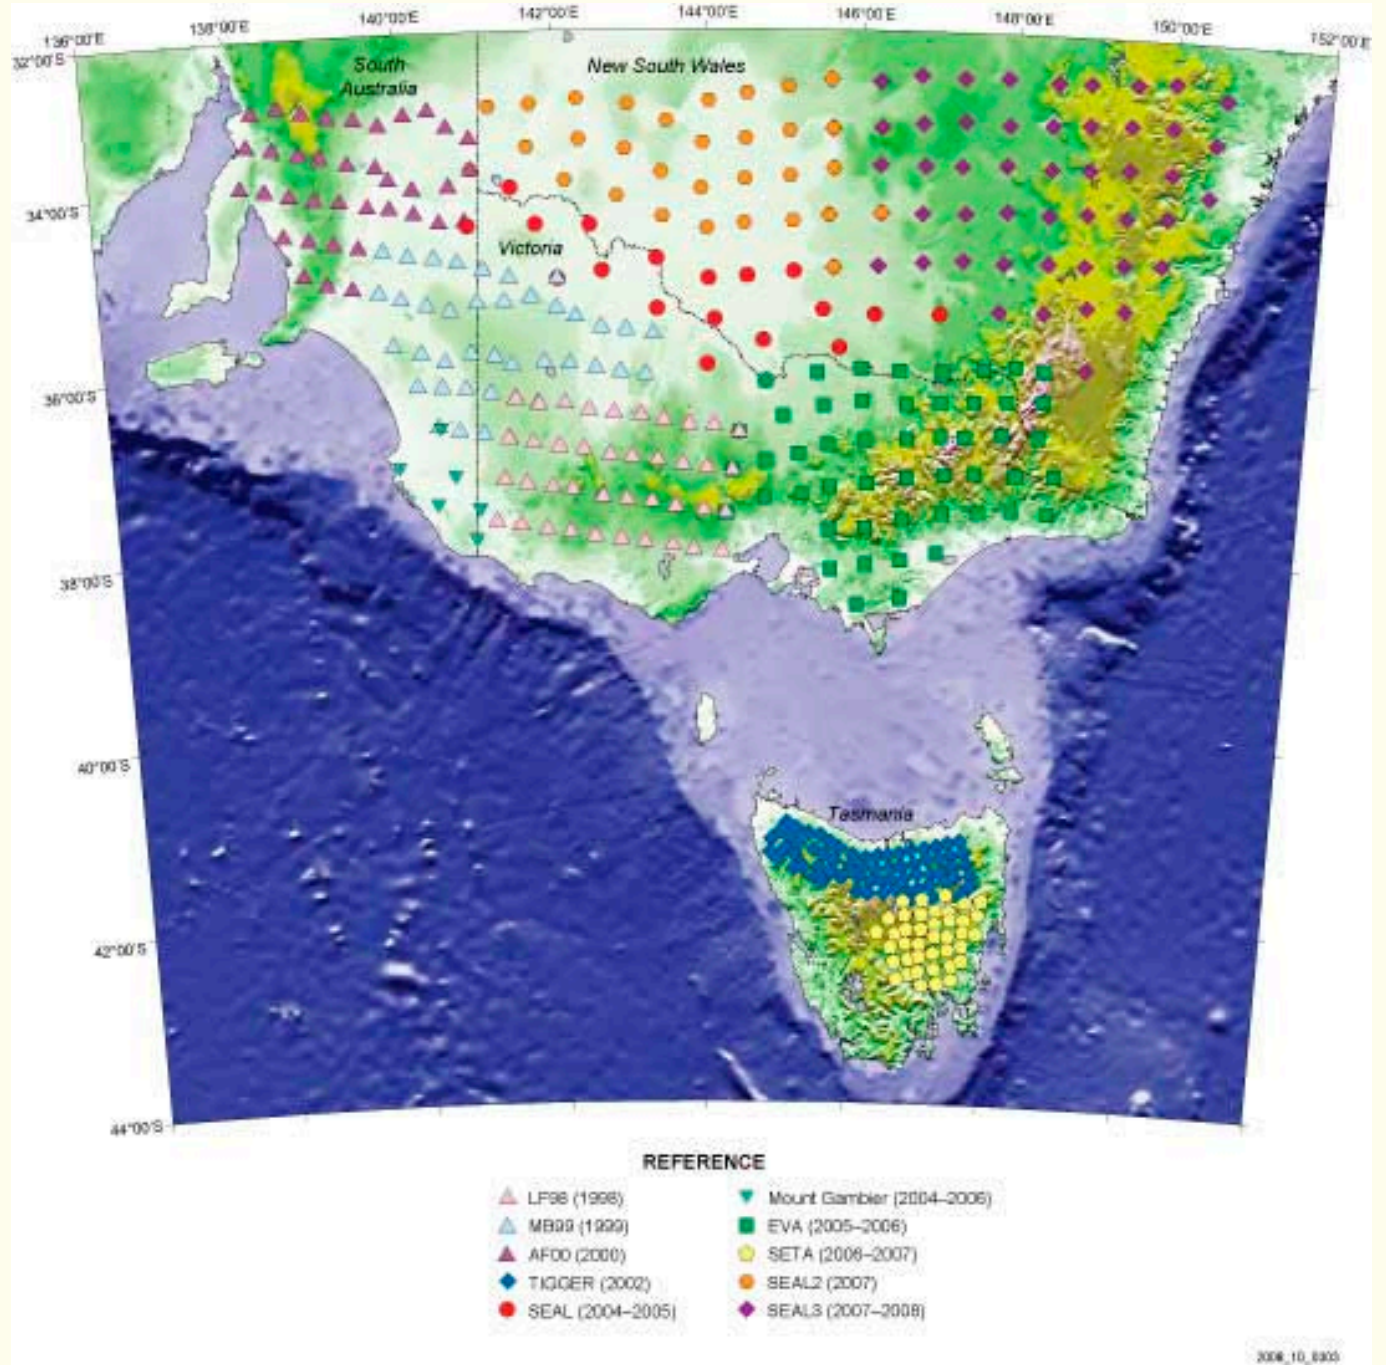 136°00'E
138°00'E
140°00'E
142°00'E
144°00'E
146°00'E
148°00'E
150°00'E
152°00'E
32°00'S
South
Australia
New South Wales
34°00'S
Victoria
36°00'S
38°00'S
40°00'S
Tasmania
42°00'S
44°00'S
REFERENCE
LF98 (1998)
MB99 (1999)
AF00 (2000)
TIGGER (2002)
SEAL (2004–2005)
Mount Gambier (2004–2006)
EVA (2005–2006)
SETA (2006–2007)
SEAL2 (2007)
SEAL3 (2007–2008)